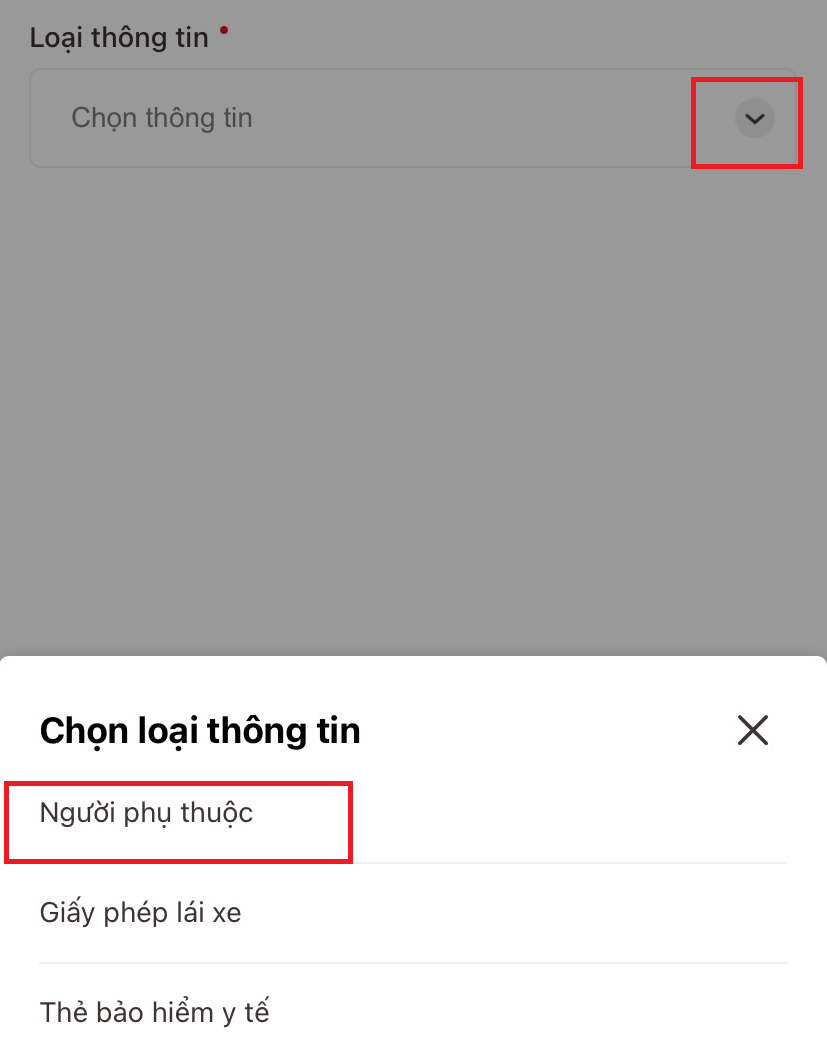 Loại thông tin
Chọn thông tin
Chọn loại thông tin
Người phụ thuộc
Giấy phép lái xe
Thẻ bảo hiểm y tế